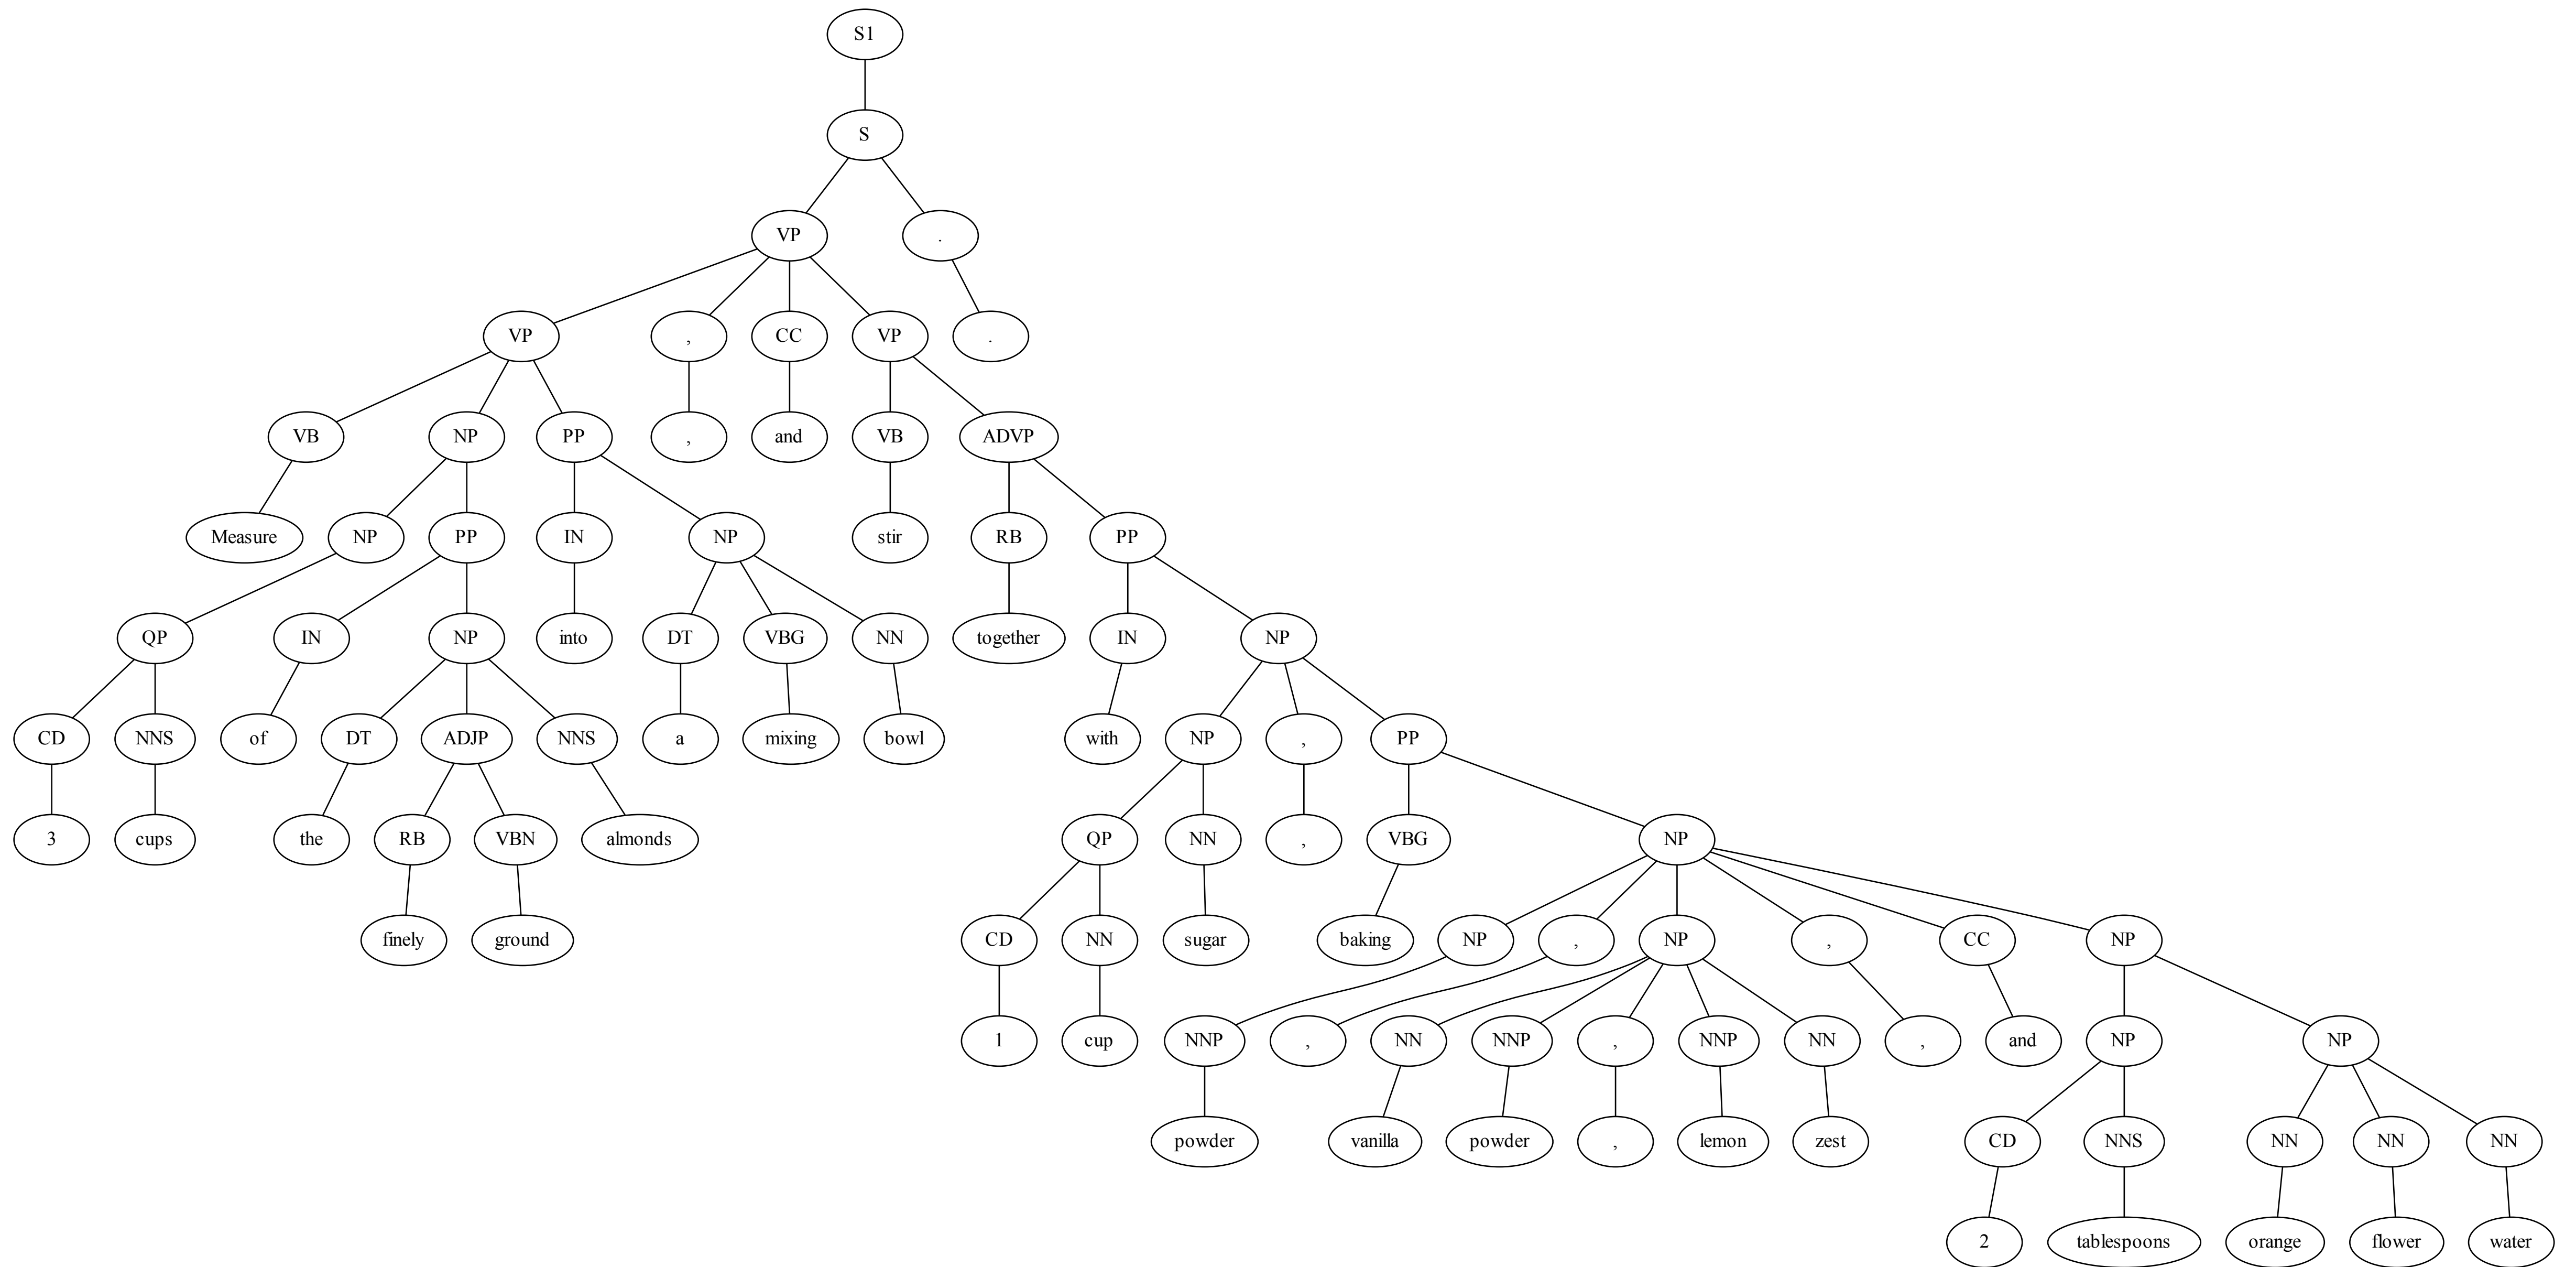 S1
S
VP .
VP , CC VP .
VB NP PP , and VB ADVP
Measure NP PP IN NP stir RB PP
QP IN NP into DT VBG NN together IN NP
CD NNS of DT ADJP NNS a mixing bowl with NP , PP
3 cups the RB VBN almonds QP NN , VBG NP
finely ground CD NN sugar baking NP , NP , CC NP
1 cup NNP , NN NNP , NNP NN , and NP NP
powder vanilla powder , lemon zest CD NNS NN NN NN
2 tablespoons orange flower water